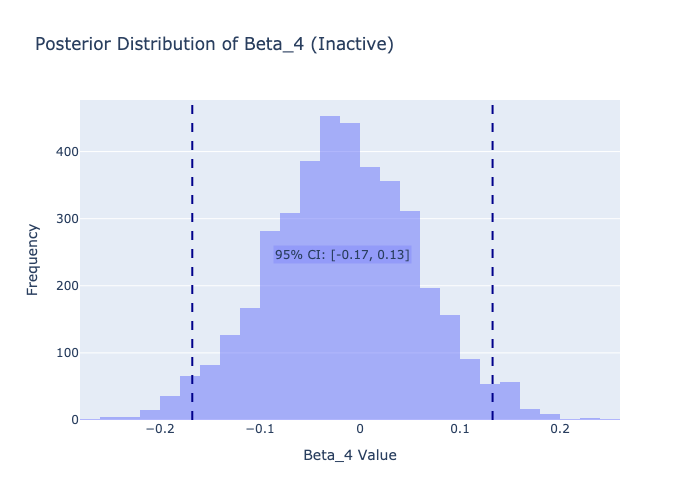 Posterior Distribution of Beta_4 (Inactive)
Frequency
400
300
200
100
0
95% CI: [-0.17, 0.13]
−0.2
−0.1
0
0.1
0.2
Beta_4 Value